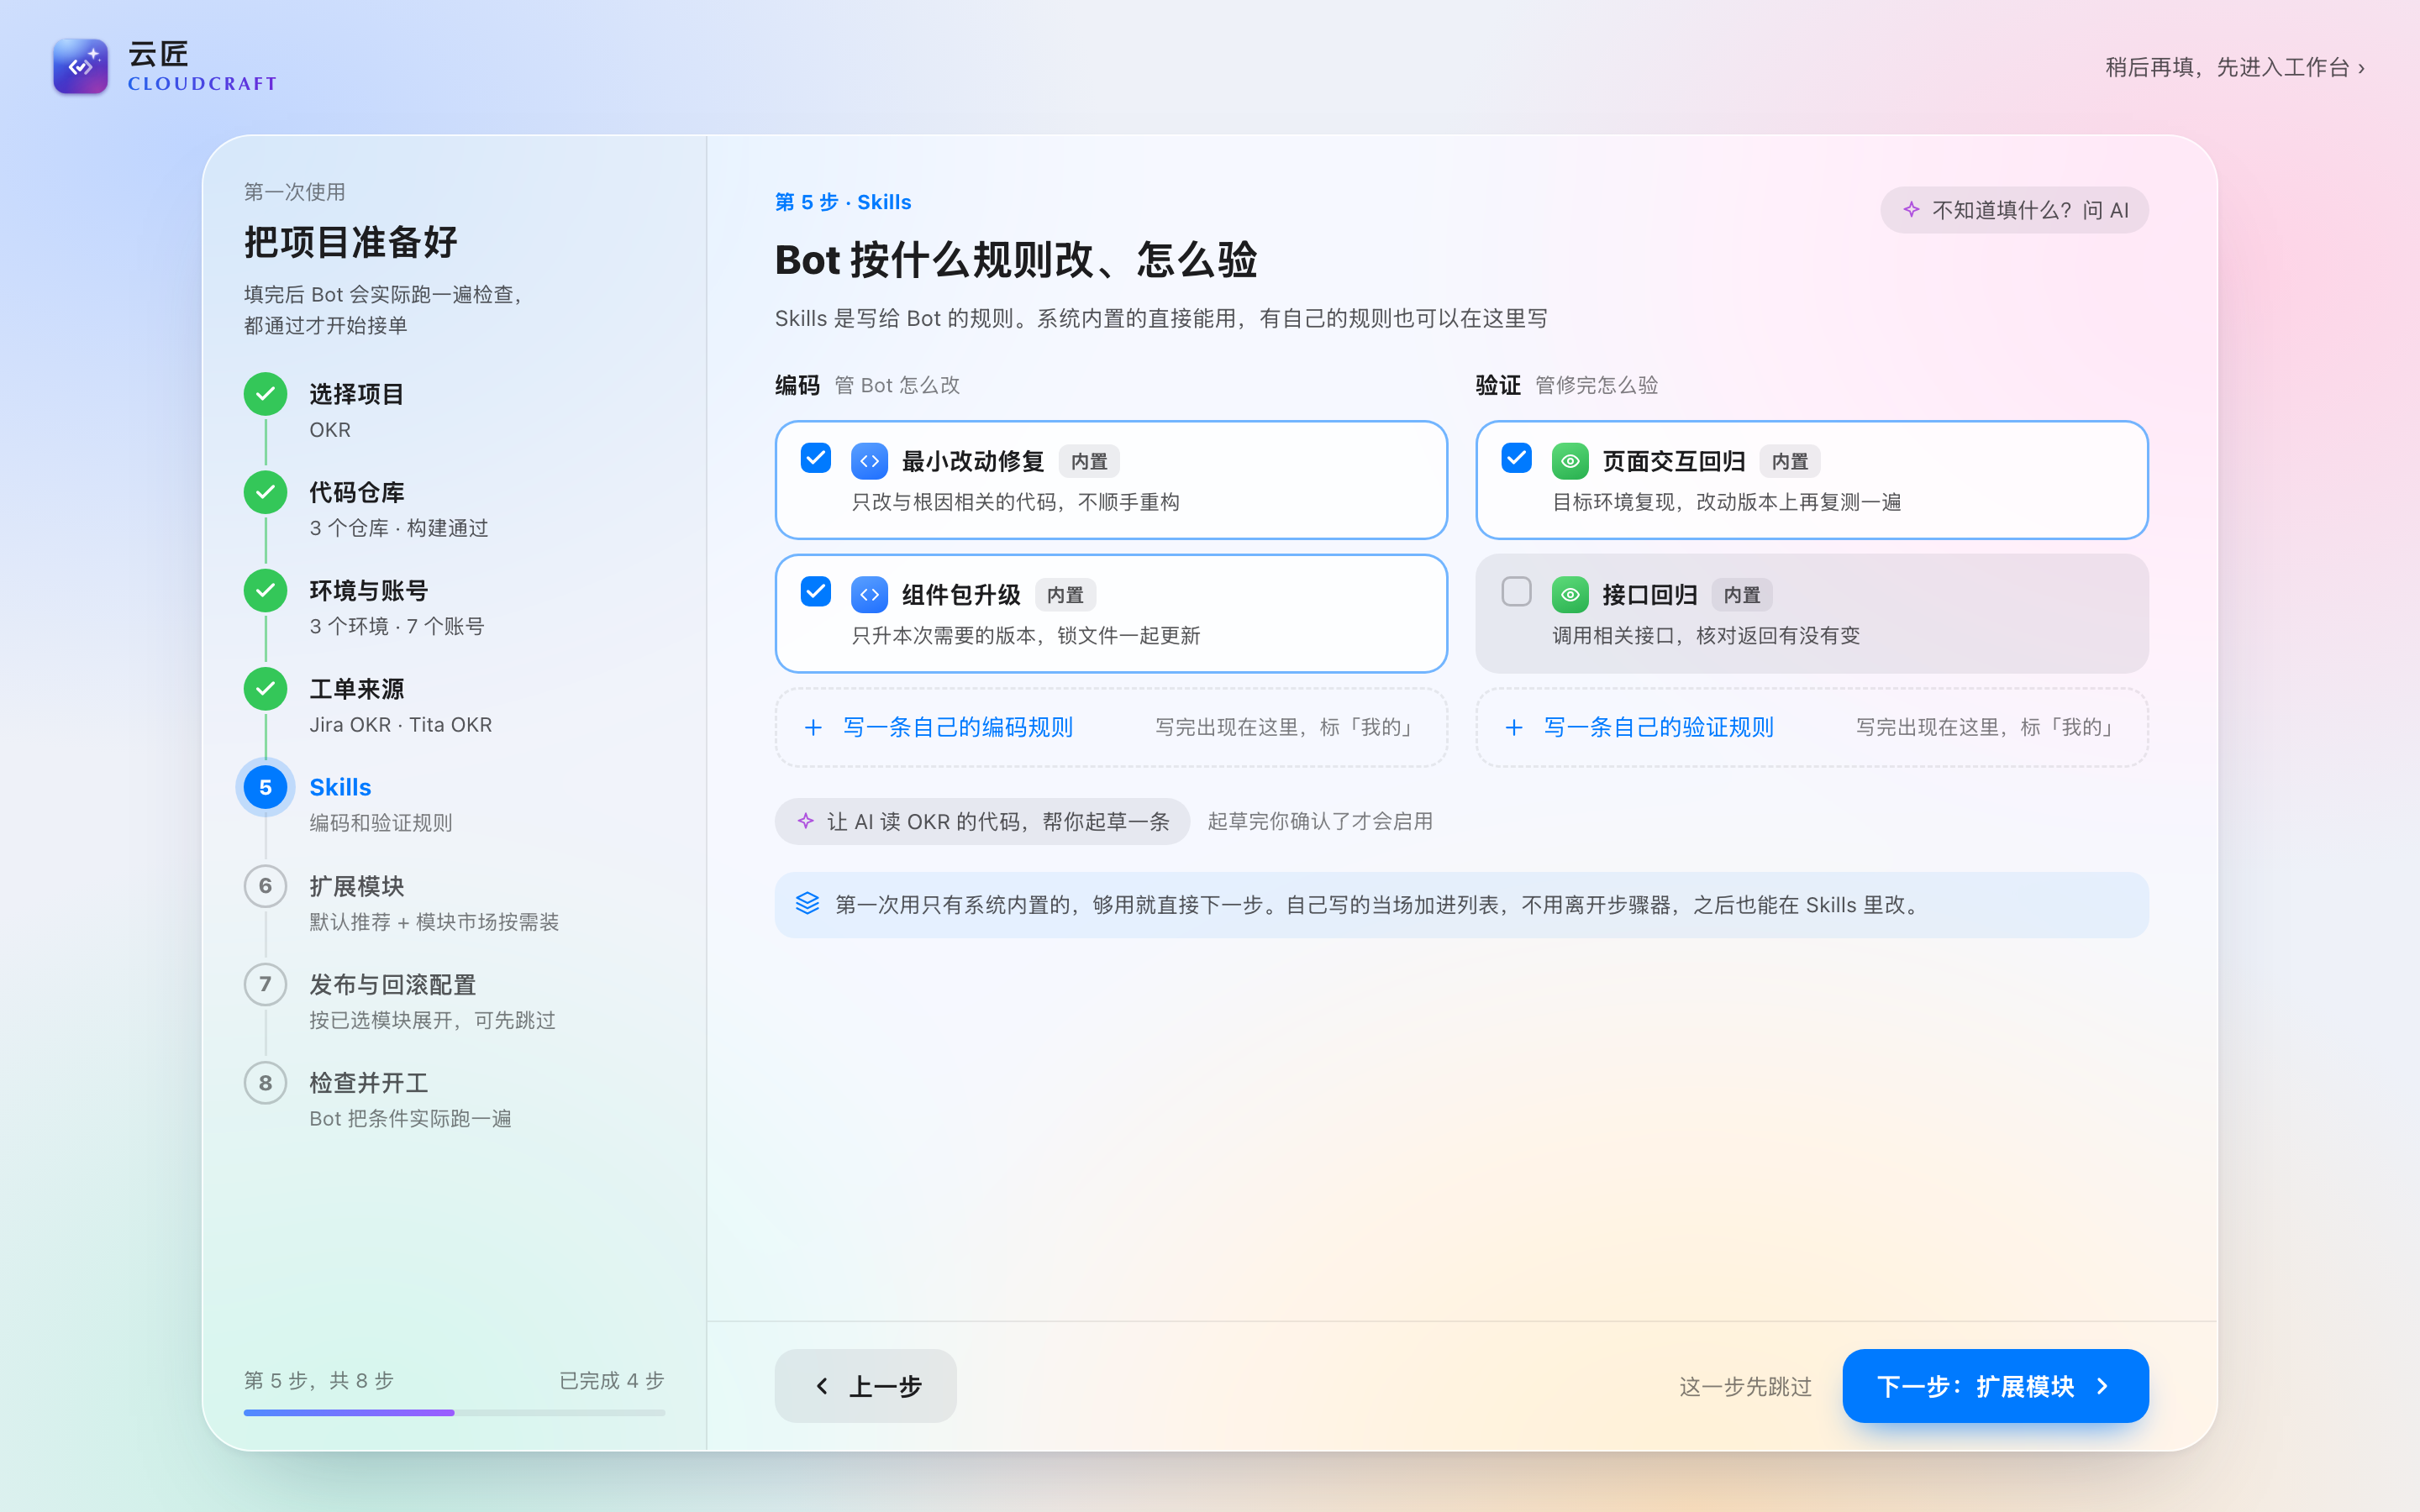 云匠
CLOUDCRAFT
稍后再填，先进入工作台 ›
第一次使用
把项目准备好
填完后 Bot 会实际跑一遍检查，
都通过才开始接单
选择项目
OKR
代码仓库
3 个仓库 · 构建通过
环境与账号
3 个环境 · 7 个账号
工单来源
Jira OKR · Tita OKR
5
Skills
编码和验证规则
6
扩展模块
默认推荐 + 模块市场按需装
7
发布与回滚配置
按已选模块展开，可先跳过
8
检查并开工
Bot 把条件实际跑一遍
第 5 步，共 8 步
已完成 4 步
第 5 步 · Skills
不知道填什么？问 AI
Bot 按什么规则改、怎么验
Skills 是写给 Bot 的规则。系统内置的直接能用，有自己的规则也可以在这里写
编码 管 Bot 怎么改
最小改动修复 内置
只改与根因相关的代码，不顺手重构
组件包升级 内置
只升本次需要的版本，锁文件一起更新
写一条自己的编码规则 写完出现在这里，标「我的」
验证 管修完怎么验
页面交互回归 内置
目标环境复现，改动版本上再复测一遍
接口回归 内置
调用相关接口，核对返回有没有变
写一条自己的验证规则 写完出现在这里，标「我的」
让 AI 读 OKR 的代码，帮你起草一条 起草完你确认了才会启用
第一次用只有系统内置的，够用就直接下一步。自己写的当场加进列表，不用离开步骤器，之后也能在 Skills 里改。
上一步
这一步先跳过
下一步：扩展模块